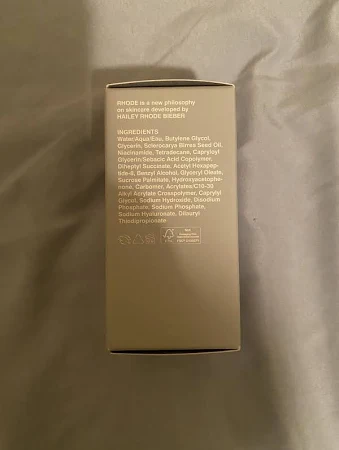 RHODE is a new philosophy
on skincare developed by
HAILEY RHODE BIEBER
INGREDIENTS
Water/Aqua/Eau, Butylene Glycol,
Glycerin, Sclerocarya Birrea Seed Oil,
Niacinamide, Tetradecane, Caprylayl
Glycerin/Sebacic Acid Copolymer,
Diheptyl Succinate, Acetyl Hexapep-
tide-8, Benzyl Alcohol, Glyceryl Oleate,
Sucrose Palmitate, Hydroxyacetophe-
none, Carbomer, Acrylates/C10-30
Alkyl Acrylate Crosspolymer, Caprylyl
Glycol, Sodium Hydroxide, Disodium
Phosphate, Sodium Phosphate,
Sodium Hyaluronate, Dilauryl
Thiodipropionate
FSC